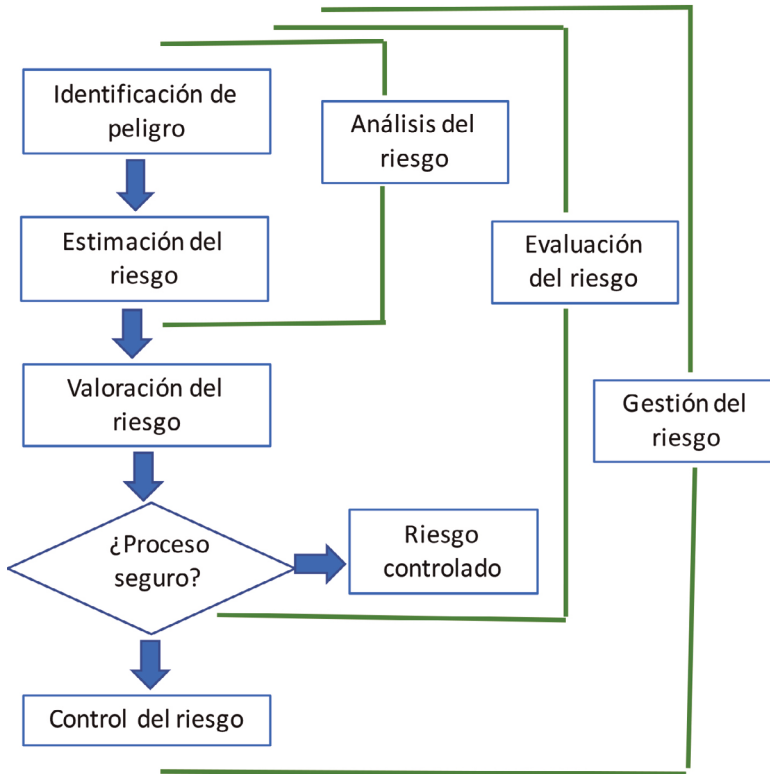 Identificación de
peligro
Análisis del
riesgo
Estimación del
riesgo
Evaluación
del riesgo
Valoración del
riesgo
Gestión del
riesgo
¿Proceso
seguro?
Riesgo
controlado
Control del riesgo